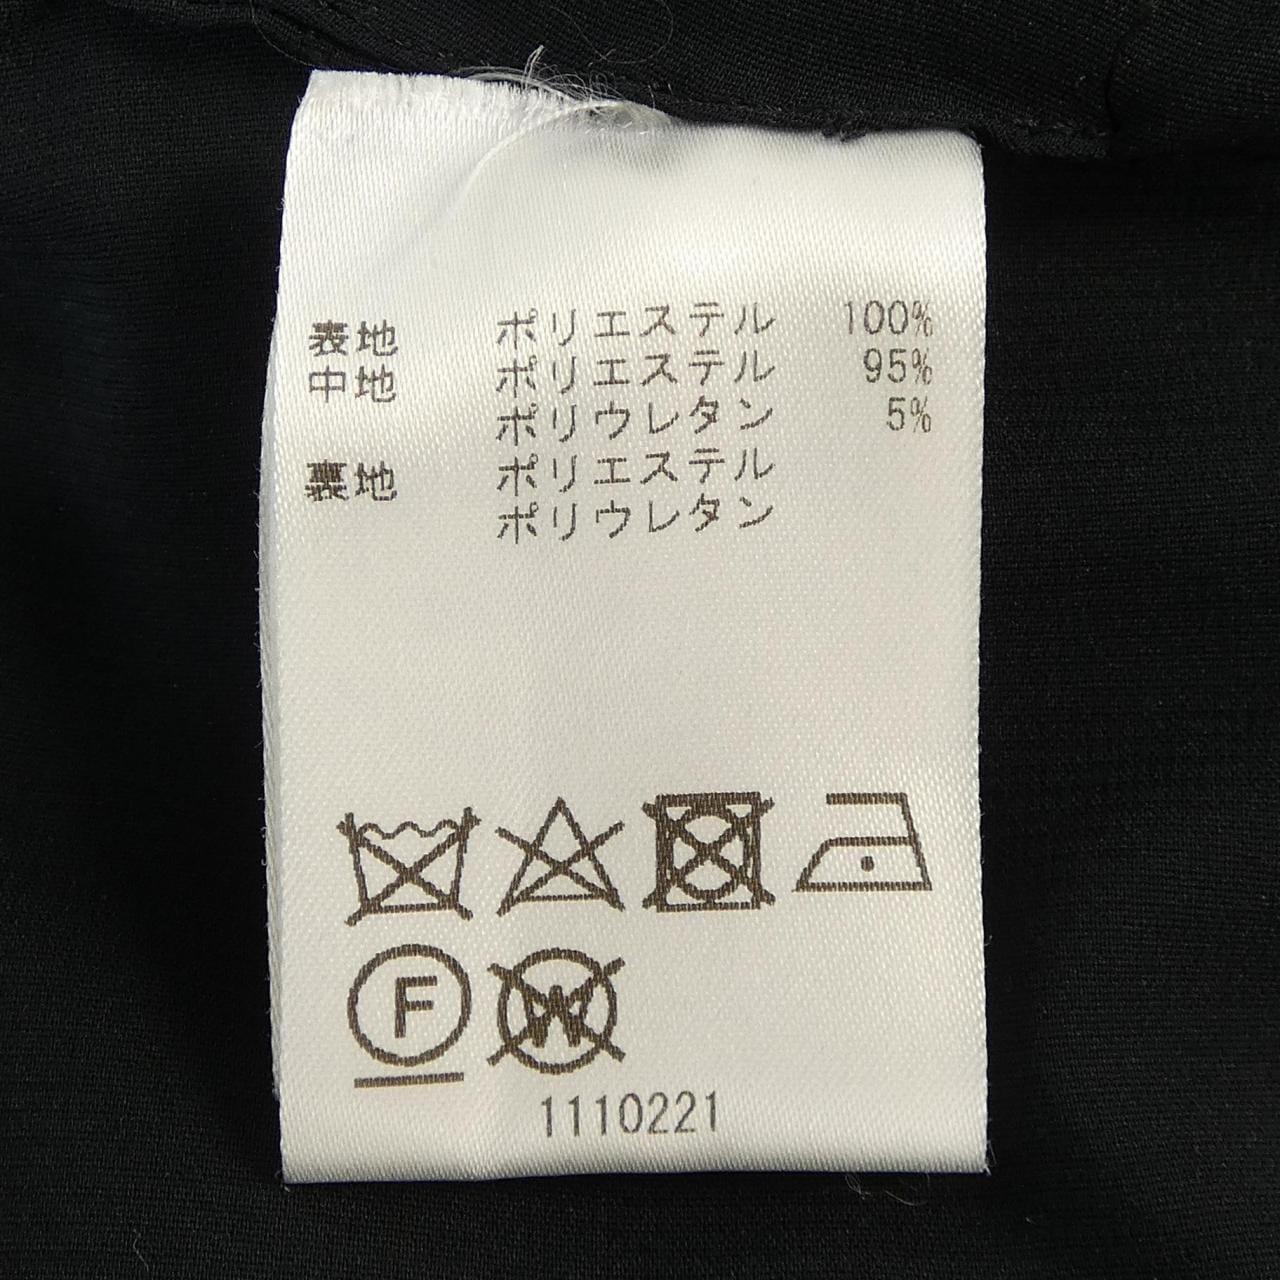 表地 ポリエステル 100%
中地 ポリエステル 95%
ポリウレタン 5%
裏地 ポリエステル
ポリウレタン
F
W
1110221